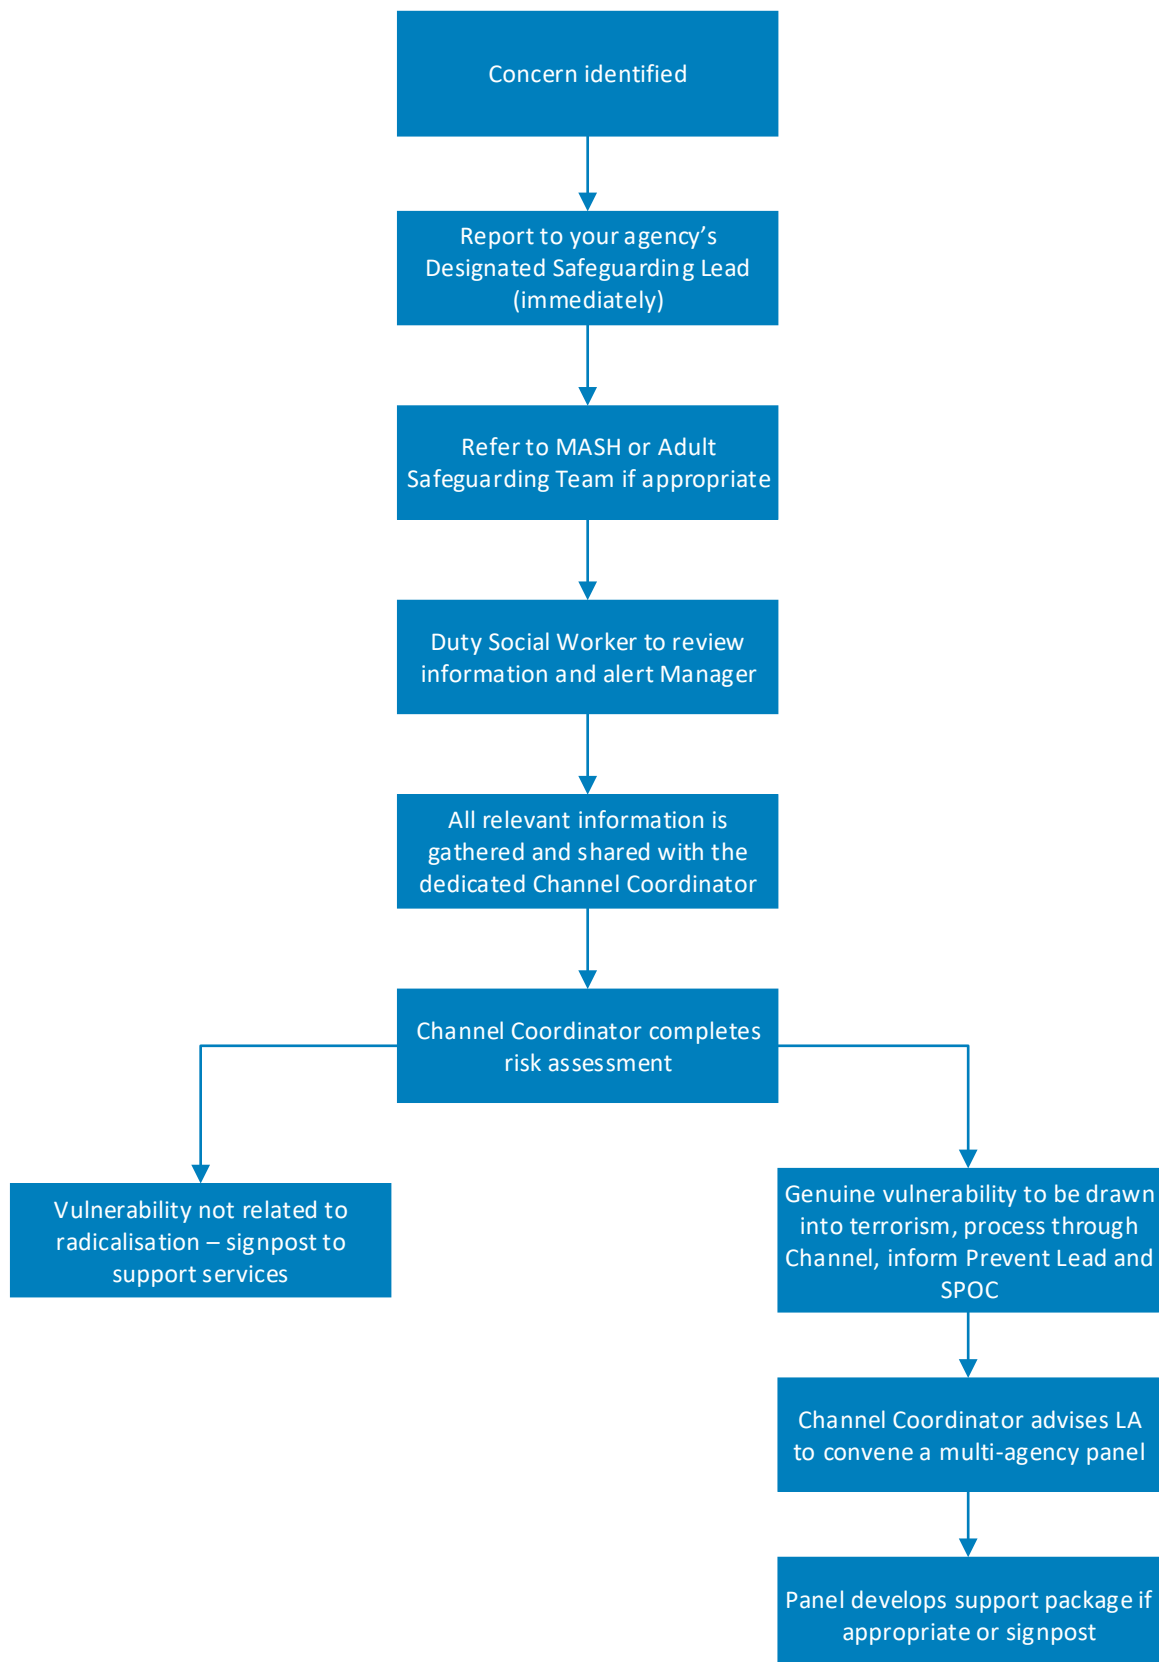 Concern identified
Report to your agency’s
Designated Safeguarding Lead
(immediately)
Refer to MASH or Adult
Safeguarding Team if appropriate
Duty Social Worker to review
information and alert Manager
All relevant information is
gathered and shared with the
dedicated Channel Coordinator
Channel Coordinator completes
risk assessment
Vulnerability not related to
radicalisation – signpost to
support services
Genuine vulnerability to be drawn
into terrorism, process through
Channel, inform Prevent Lead and
SPOC
Channel Coordinator advises LA
to convene a multi-agency panel
Panel develops support package if
appropriate or signpost